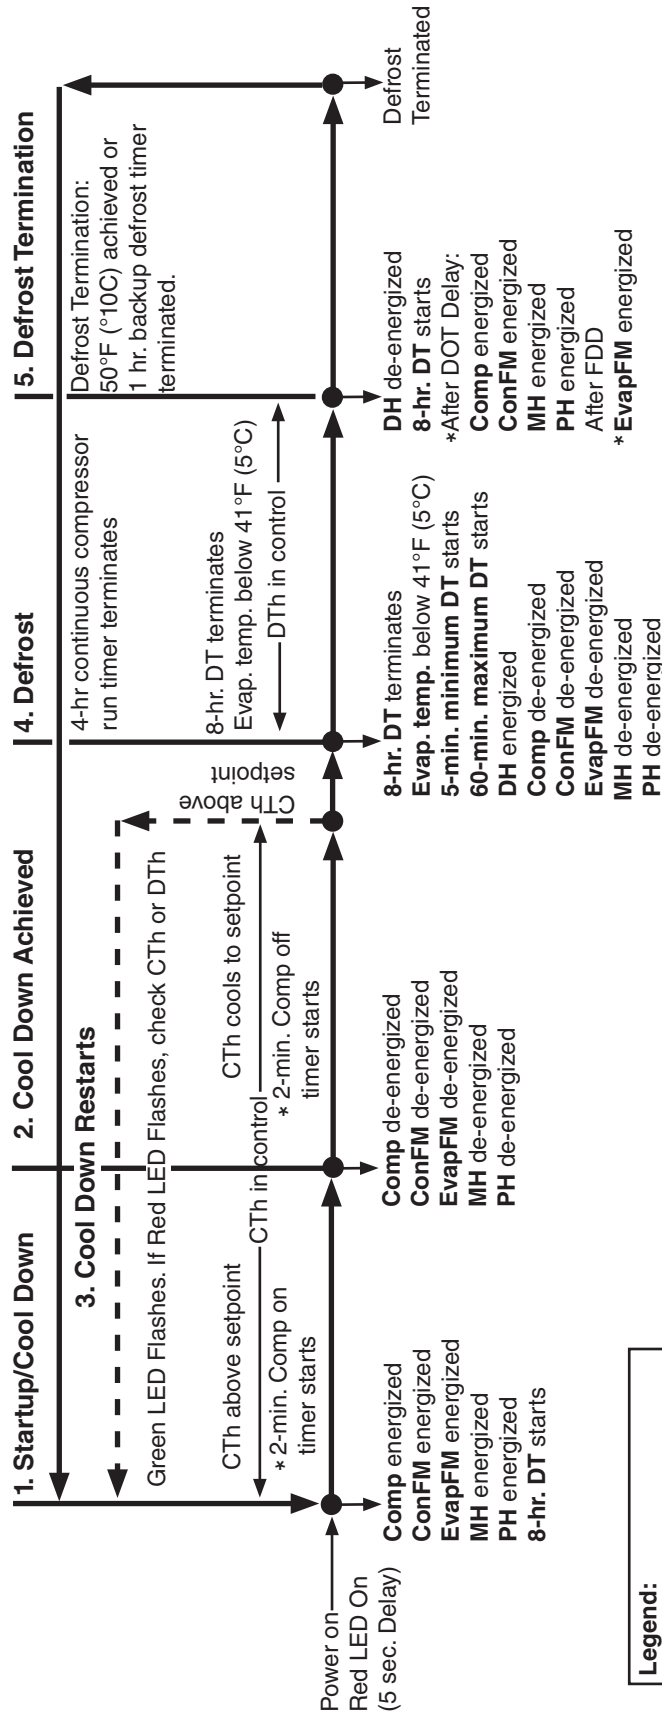 1. Startup/Cool Down
2. Cool Down Achieved
4. Defrost
5. Defrost Termination
3. Cool Down Restarts
Green LED Flashes. If Red LED Flashes, check CTh or DTh
4-hr continuous compressor
run timer terminates
Defrost Termination:
50°F (°10C) achieved or
1 hr. backup defrost timer
terminated.
CTh above setpoint
CTh in control
* 2-min. Comp on
timer starts
CTh cools to setpoint
* 2-min. Comp off
timer starts
CTh above
setpoint
8-hr. DT terminates
Evap. temp. below 41°F (5°C)
DTh in control
Power on
Red LED On
(5 sec. Delay)
Comp energized
ConFM energized
EvapFM energized
MH energized
PH energized
8-hr. DT starts
Comp de-energized
ConFM de-energized
EvapFM de-energized
MH de-energized
PH de-energized
8-hr. DT terminates
Evap. temp. below 41°F (5°C)
5-min. minimum DT starts
60-min. maximum DT starts
DH energized
Comp de-energized
ConFM de-energized
EvapFM de-energized
MH de-energized
PH de-energized
DH de-energized
8-hr. DT starts
*After DOT Delay:
Comp energized
ConFM energized
MH energized
PH energized
After FDD
* EvapFM energized
Defrost
Terminated
Legend: